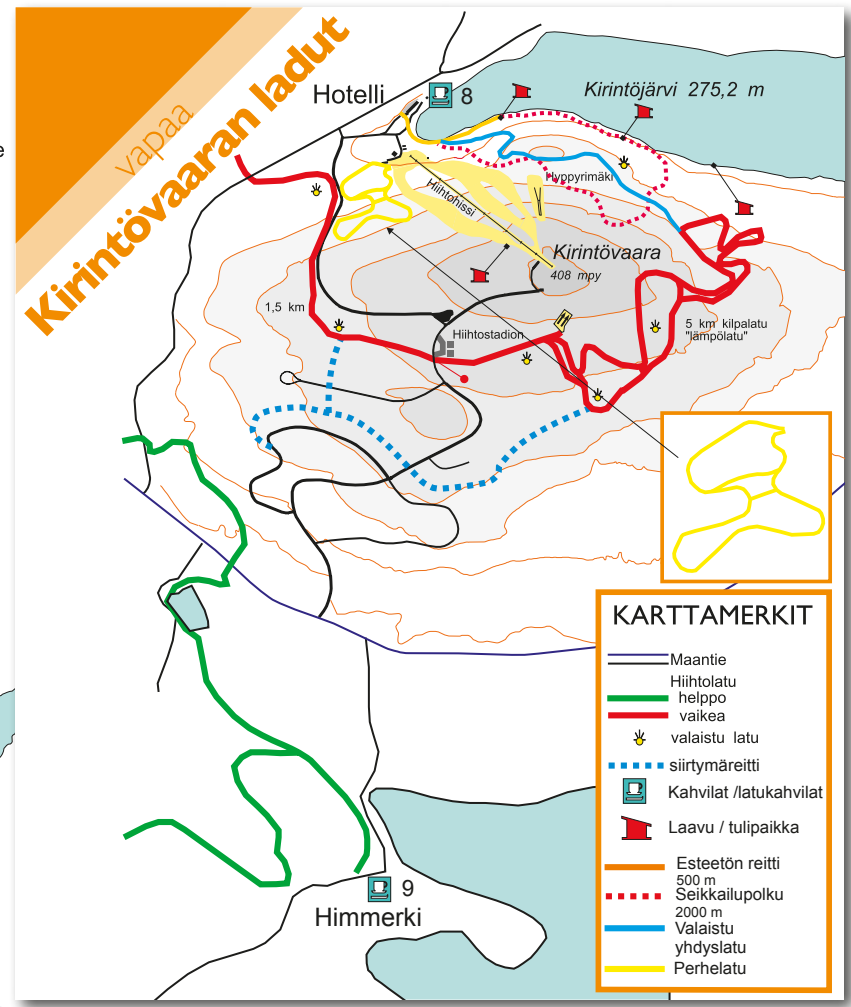 vapaa
Kirintövaaran ladut
Hotelli
8
Kirintöjärvi 275,2 m
Hyppyrimäki
Hiihtohissi
Kirintövaara
408 mpy
1,5 km
Hiihtostadion
5 km kilpalatu
"lämpölatu"
9
Himmerki
KARTTAMERKIT
Maantie
Hiihtolatu
helppo
vaikea
valaistu latu
siirtymäreitti
Kahvilat /latukahvilat
Laavu / tulipaikka
Esteetön reitti
500 m
Seikkailupolku
2000 m
Valaistu
yhdyslatu
Perhelatu